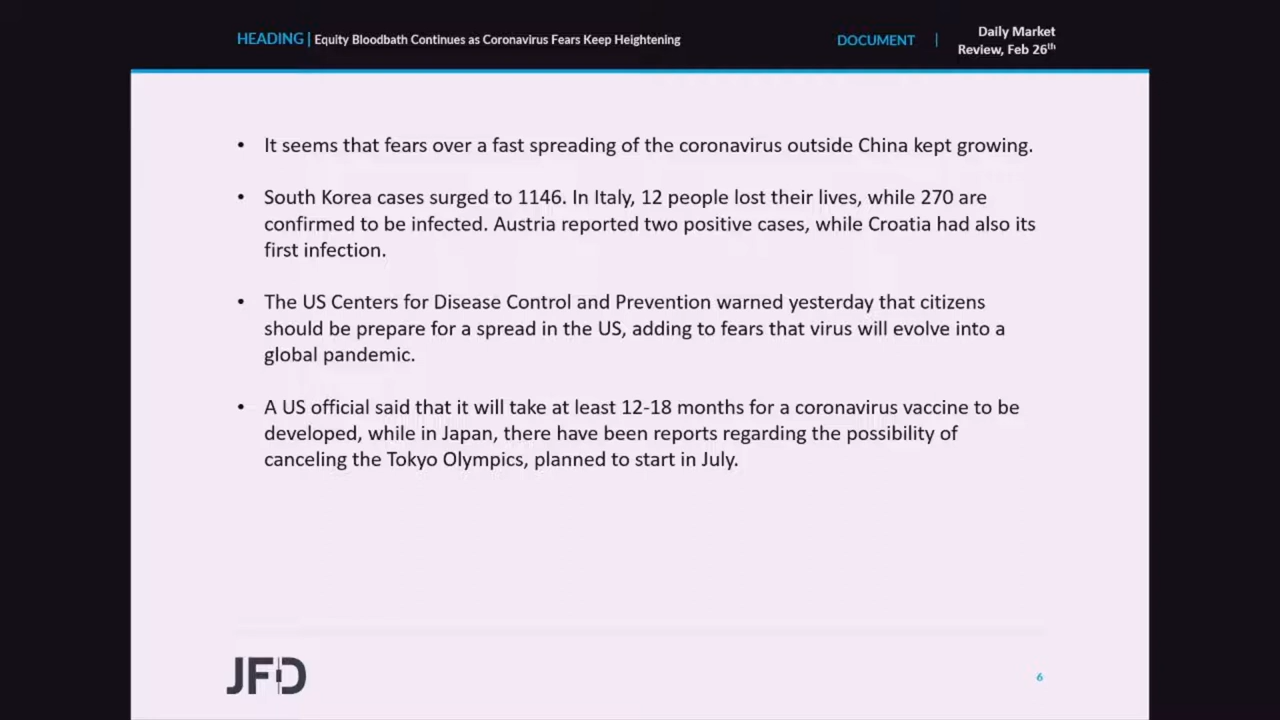 HEADING | Equity Bloodbath Continues as Coronavirus Fears Keep Heightening
DOCUMENT | Daily Market
Review, Feb 26th
• It seems that fears over a fast spreading of the coronavirus outside China kept growing.
• South Korea cases surged to 1146. In Italy, 12 people lost their lives, while 270 are
confirmed to be infected. Austria reported two positive cases, while Croatia had also its
first infection.
• The US Centers for Disease Control and Prevention warned yesterday that citizens
should be prepare for a spread in the US, adding to fears that virus will evolve into a
global pandemic.
• A US official said that it will take at least 12-18 months for a coronavirus vaccine to be
developed, while in Japan, there have been reports regarding the possibility of
canceling the Tokyo Olympics, planned to start in July.
JFD
6